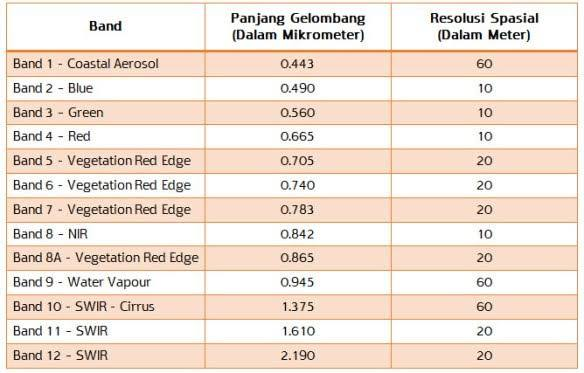 Band Panjang Gelombang (Dalam Mikrometer) Resolusi Spasial (Dalam Meter)
Band 1 - Coastal Aerosol 0.443 60
Band 2 - Blue 0.490 10
Band 3 - Green 0.560 10
Band 4 - Red 0.665 10
Band 5 - Vegetation Red Edge 0.705 20
Band 6 - Vegetation Red Edge 0.740 20
Band 7 - Vegetation Red Edge 0.783 20
Band 8 - NIR 0.842 10
Band 8A - Vegetation Red Edge 0.865 20
Band 9 - Water Vapour 0.945 60
Band 10 - SWIR - Cirrus 1.375 60
Band 11 - SWIR 1.610 20
Band 12 - SWIR 2.190 20